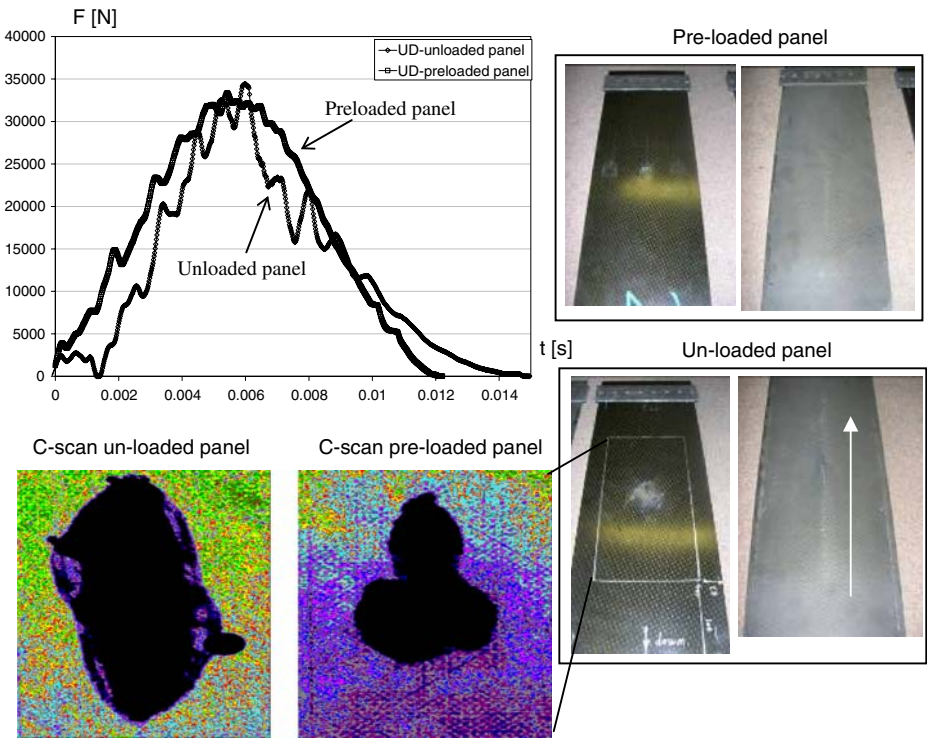 F [N]
40000
35000
30000
25000
20000
15000
10000
5000
0
UD-unloaded panel
UD-preloaded panel
Preloaded panel
Unloaded panel
0
0.002
0.004
0.006
0.008
0.01
0.012
0.014
t [s]
Pre-loaded panel
Un-loaded panel
C-scan un-loaded panel
C-scan pre-loaded panel